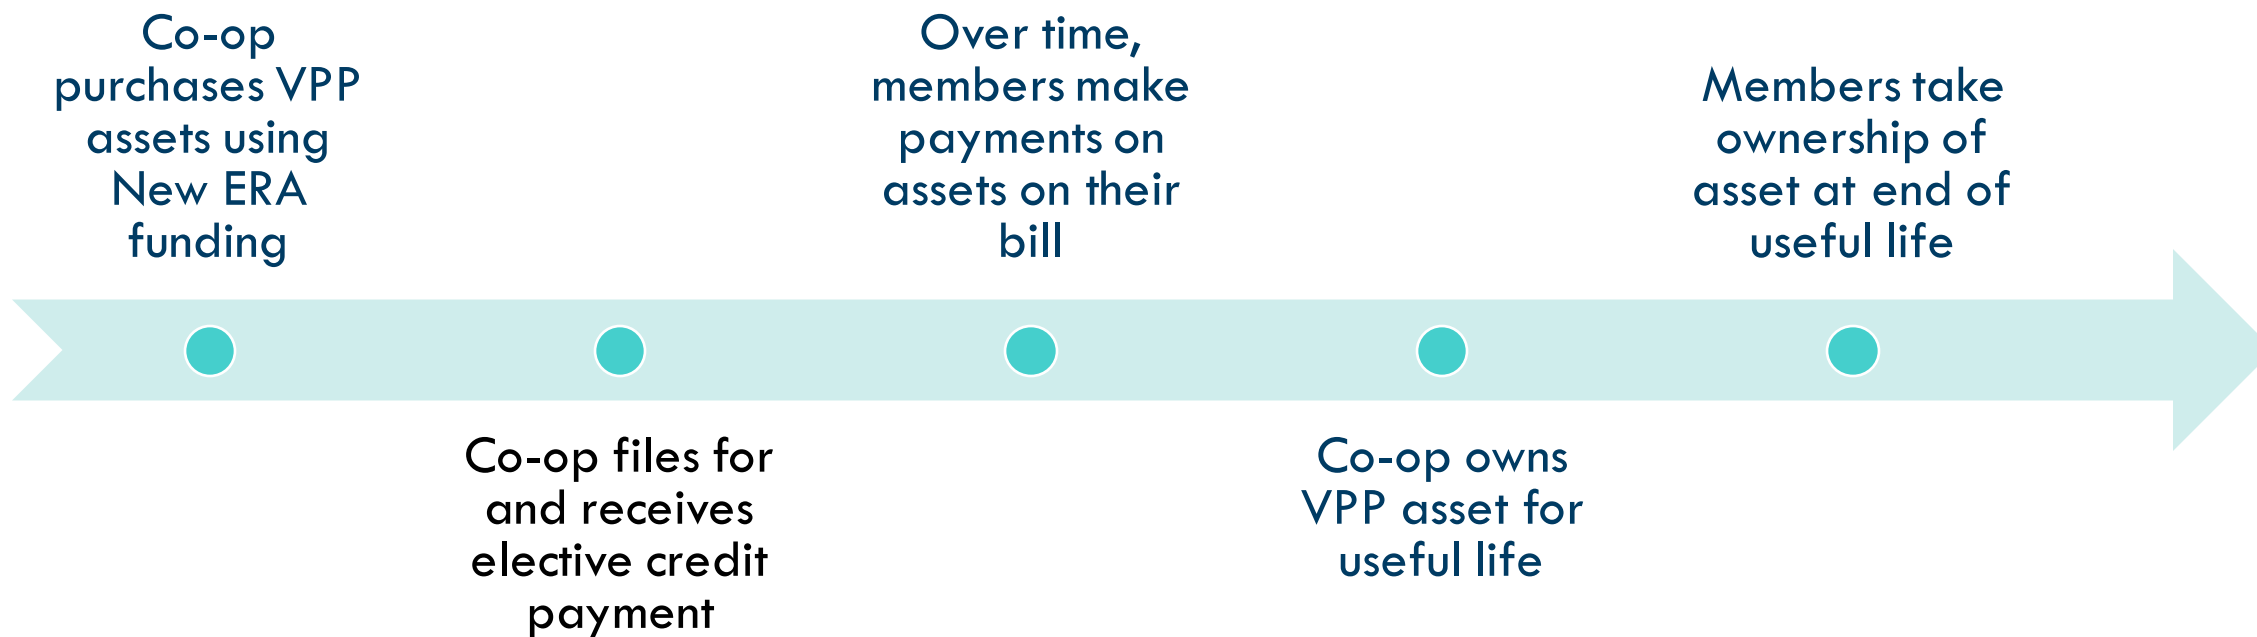 Co-op
purchases VPP
assets using
New ERA
funding
Co-op files for
and receives
elective credit
payment
Over time,
members make
payments on
assets on their
bill
Co-op owns
VPP asset for
useful life
Members take
ownership of
asset at end of
useful life